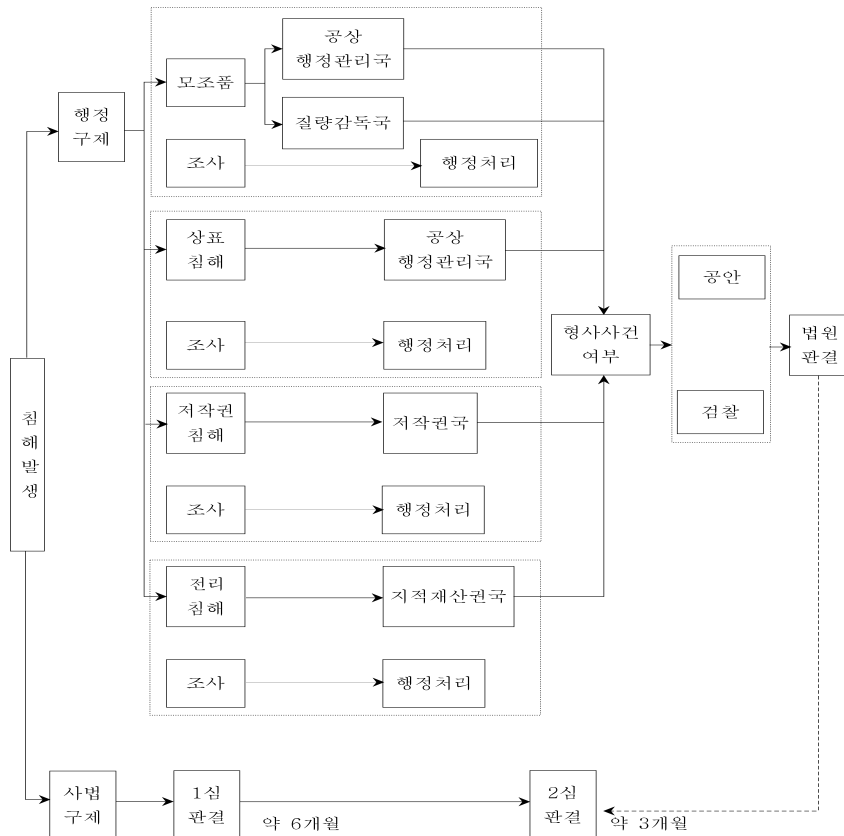 공상
행정관리국
모조품
행정
구제
질량감독국
조사
행정처리
상표
침해
공상
행정관리국
조사
행정처리
형사사건
여부
공안
검찰
법원
판결
침
해
발
생
저작권
침해
저작권국
조사
행정처리
전리
침해
지적재산권국
조사
행정처리
사법
구제
1심
판결
약 6개월
2심
판결
약 3개월